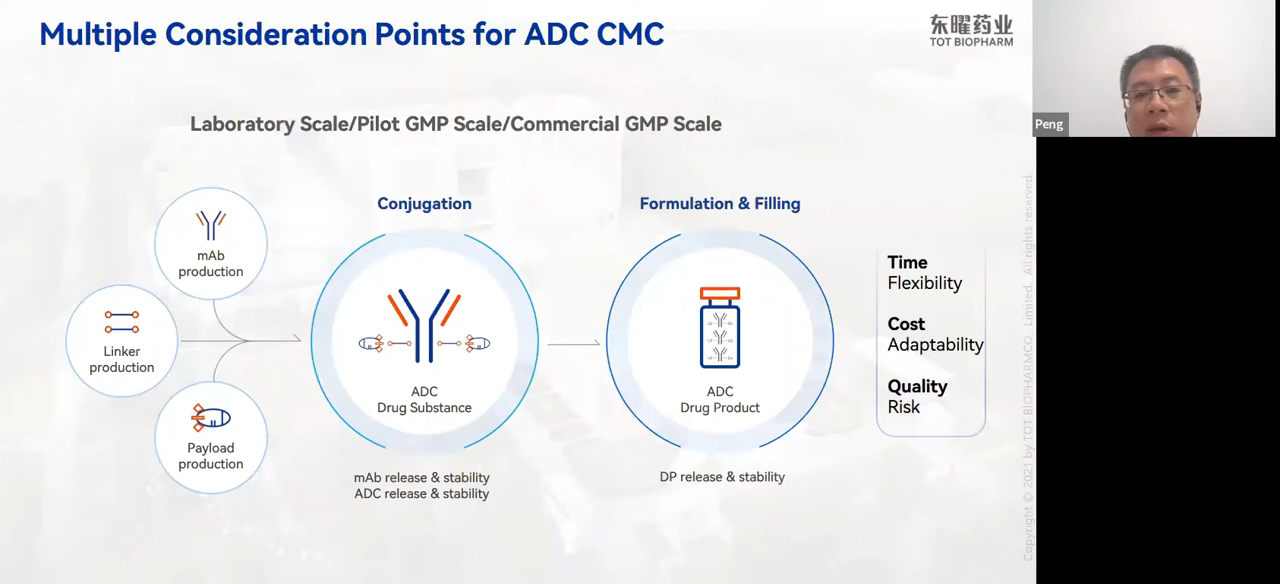 Multiple Consideration Points for ADC CMC
东曜药业
TOT BIOPHARM
Peng
Laboratory Scale/Pilot GMP Scale/Commercial GMP Scale
mAb
production
Linker
production
Payload
production
Conjugation
ADC
Drug Substance
mAb release & stability
ADC release & stability
Formulation & Filling
ADC
Drug Product
DP release & stability
Time
Flexibility
Cost
Adaptability
Quality
Risk
Copyright © 2021 by TOT BIOPHARMCO, Limited. All rights reserved.